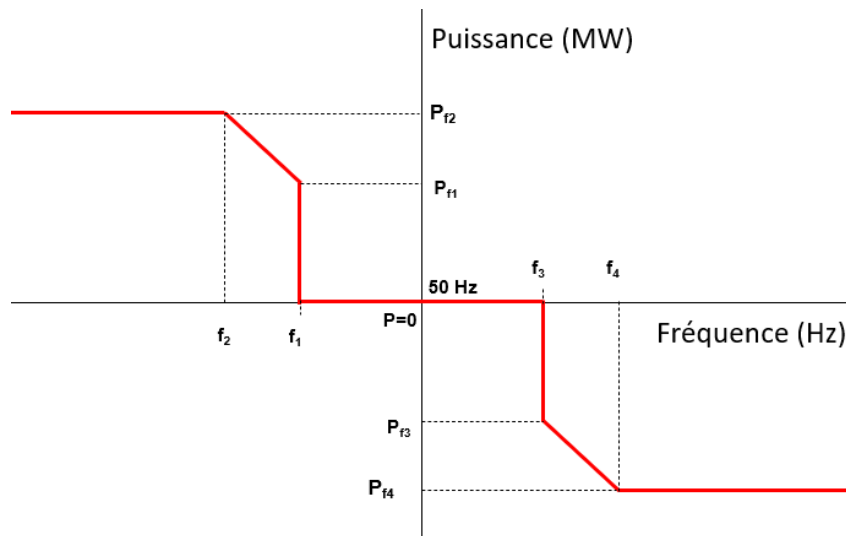 Puissance (MW)
Pf2
Pf1
f3
f4
50 Hz
P=0
f2
f1
Fréquence (Hz)
Pf3
Pf4